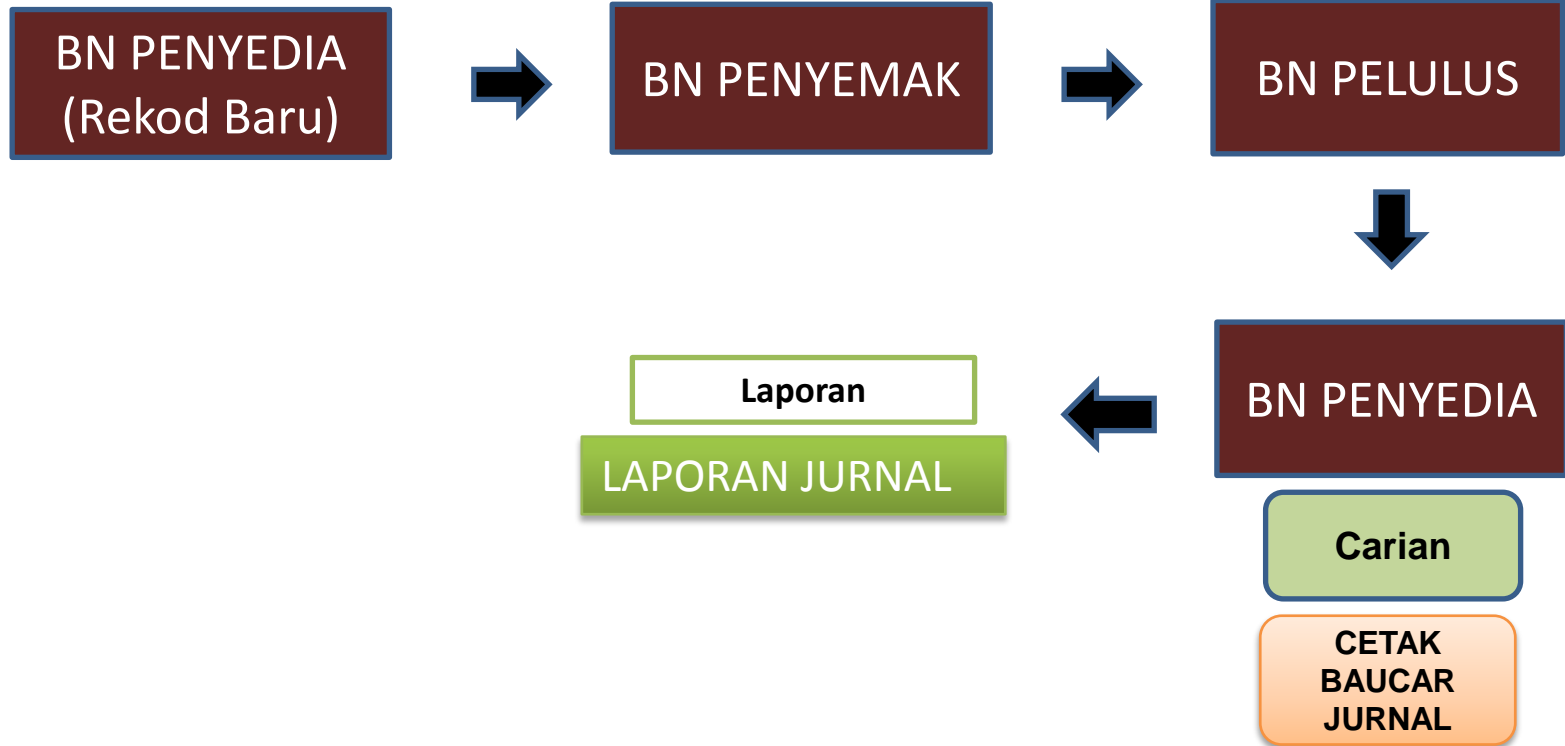 BN PENYEDIA
(Rekod Baru)
BN PENYEMAK
BN PELULUS
BN PENYEDIA
Laporan
LAPORAN JURNAL
Carian
CETAK
BAUCAR
JURNAL